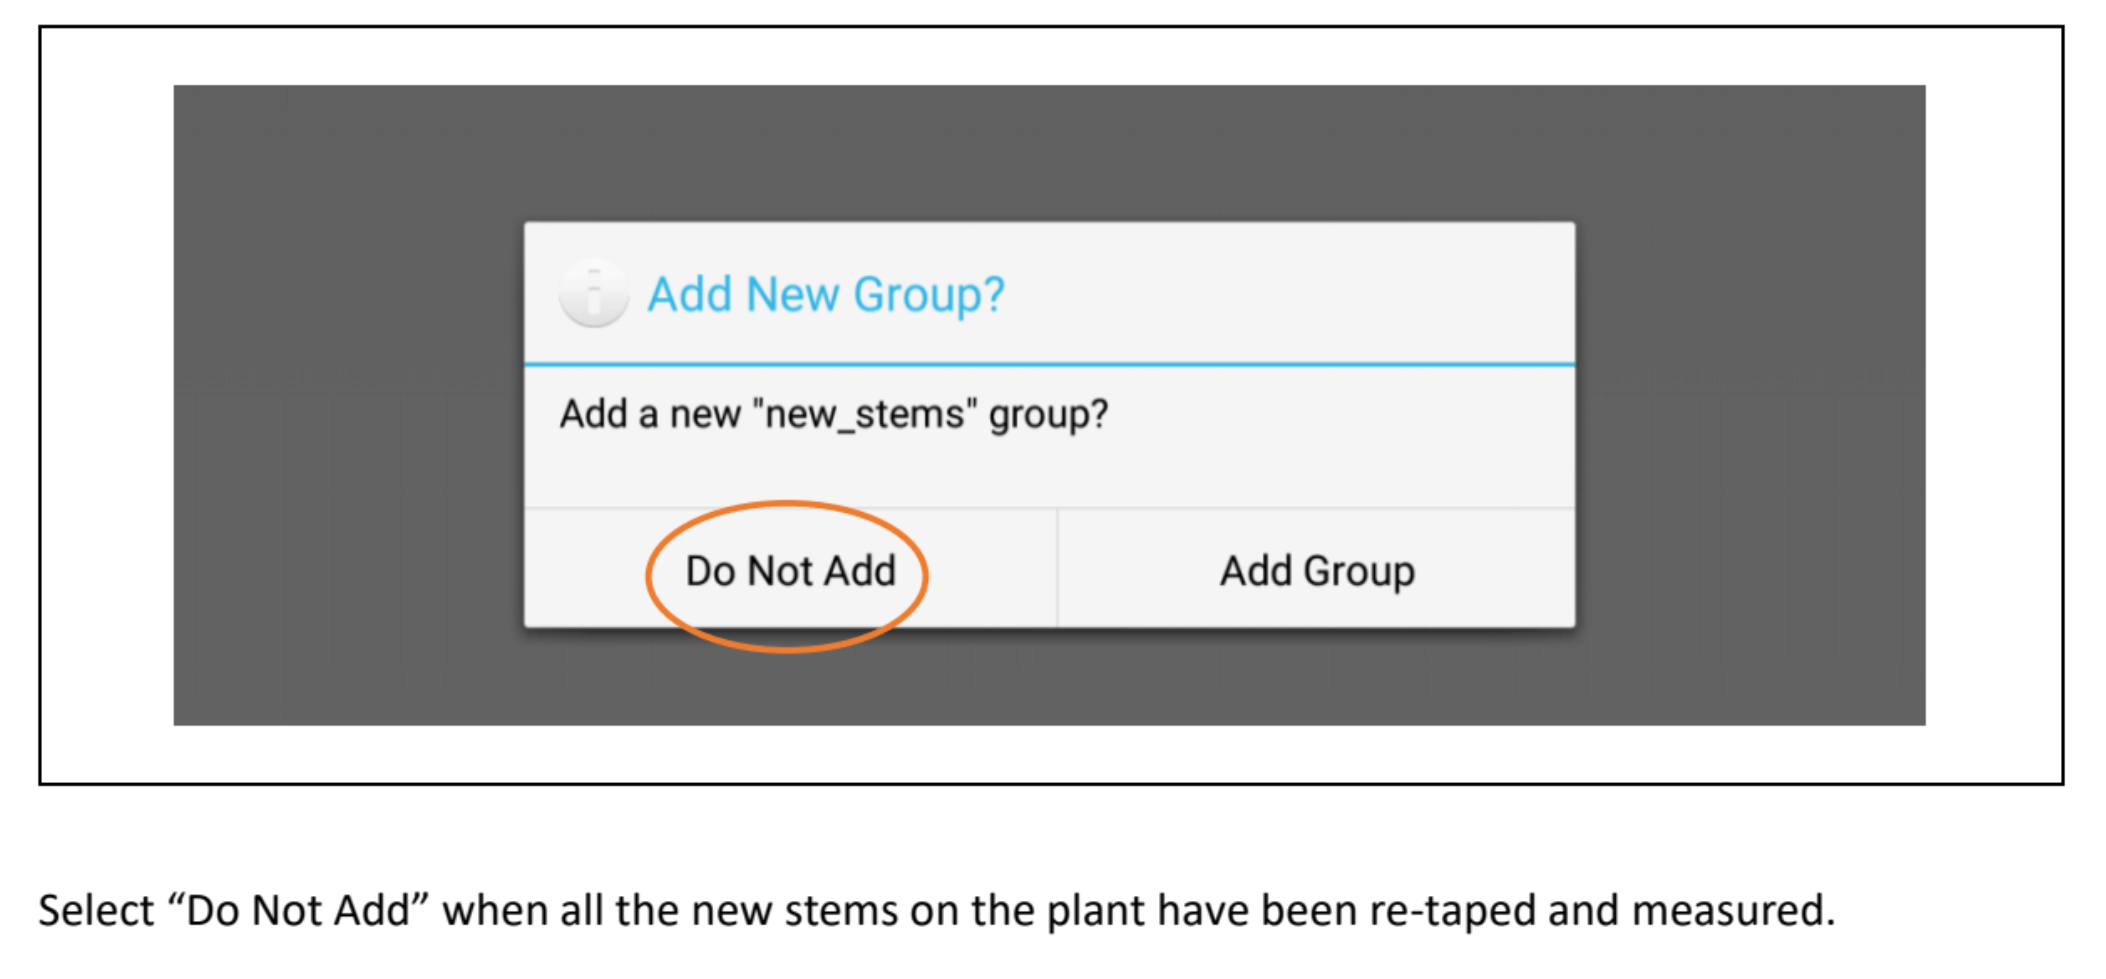 Add New Group?
Add a new "new_stems" group?
Do Not Add
Add Group
Select “Do Not Add” when all the new stems on the plant have been re-taped and measured.